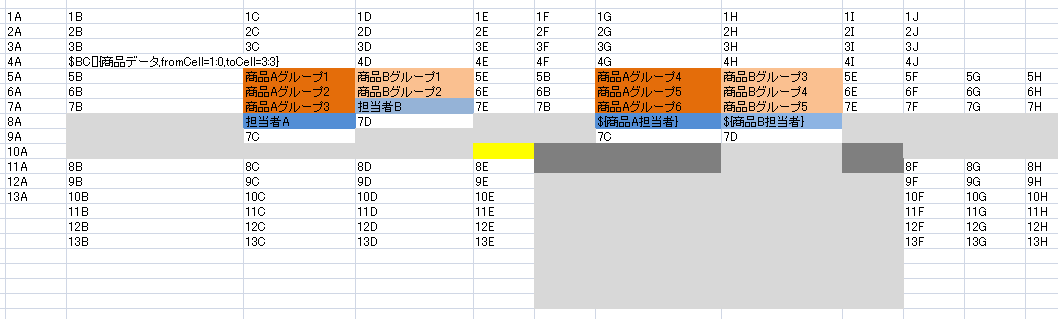 1A 1B 1C 1D 1E 1F 1G 1H 1I 1J
2A 2B 2C 2D 2E 2F 2G 2H 2I 2J
3A 3B 3C 3D 3E 3F 3G 3H 3I 3J
4A $BC[]{商品データ,fromCell=1:0,toCell=3:3} 4D 4E 4F 4G 4H 4I 4J
5A 5B 商品Aグループ1 商品Bグループ1 5E 5B 商品Aグループ4 商品Bグループ3 5E 5F 5G 5H
6A 6B 商品Aグループ2 商品Bグループ2 6E 6B 商品Aグループ5 商品Bグループ4 6E 6F 6G 6H
7A 7B 商品Aグループ3 担当者B 7E 7B 商品Aグループ6 商品Bグループ5 7E 7F 7G 7H
8A 担当者A 7D ${商品A担当者} ${商品B担当者}
9A 7C 7C 7D
10A
11A 8B 8C 8D 8E 8F 8G 8H
12A 9B 9C 9D 9E 9F 9G 9H
13A 10B 10C 10D 10E 10F 10G 10H
11B 11C 11D 11E 11F 11G 11H
12B 12C 12D 12E 12F 12G 12H
13B 13C 13D 13E 13F 13G 13H